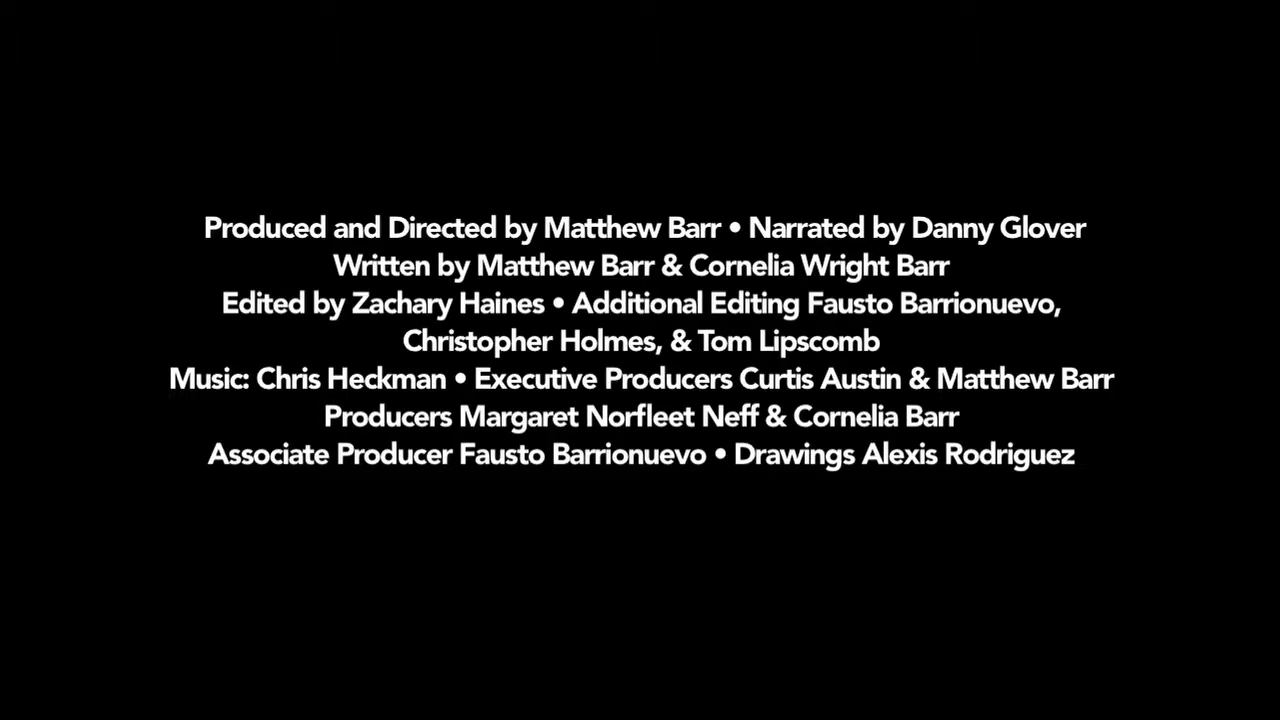 Produced and Directed by Matthew Barr • Narrated by Danny Glover
Written by Matthew Barr & Cornelia Wright Barr
Edited by Zachary Haines • Additional Editing Fausto Barrionuevo,
Christopher Holmes, & Tom Lipscomb
Music: Chris Heckman • Executive Producers Curtis Austin & Matthew Barr
Producers Margaret Norfleet Neff & Cornelia Barr
Associate Producer Fausto Barrionuevo • Drawings Alexis Rodriguez